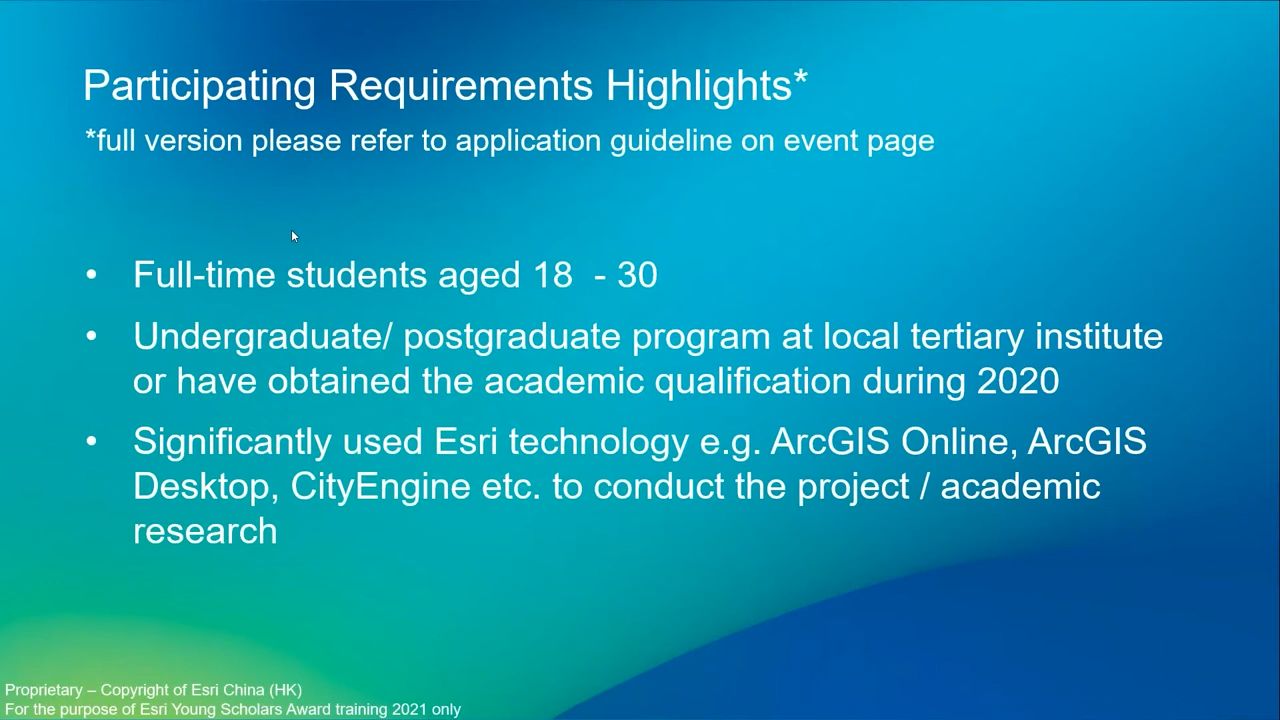 Participating Requirements Highlights*
*full version please refer to application guideline on event page
• Full-time students aged 18  - 30
• Undergraduate/ postgraduate program at local tertiary institute
or have obtained the academic qualification during 2020
• Significantly used Esri technology e.g. ArcGIS Online, ArcGIS
Desktop, CityEngine etc. to conduct the project / academic
research
Proprietary – Copyright of Esri China (HK)
For the purpose of Esri Young Scholars Award training 2021 only